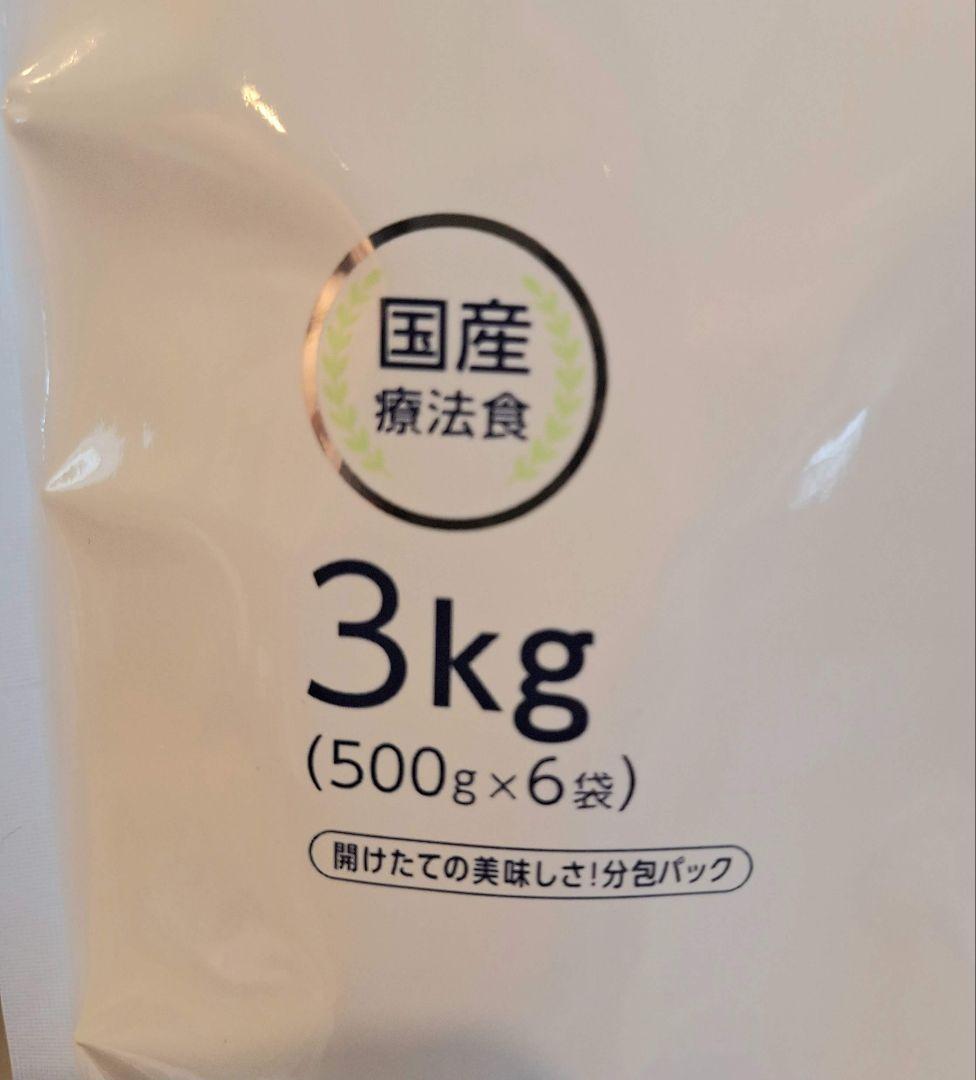 国産
療法食
3kg
(500g×6袋)
開けたての美味しさ!分包パック